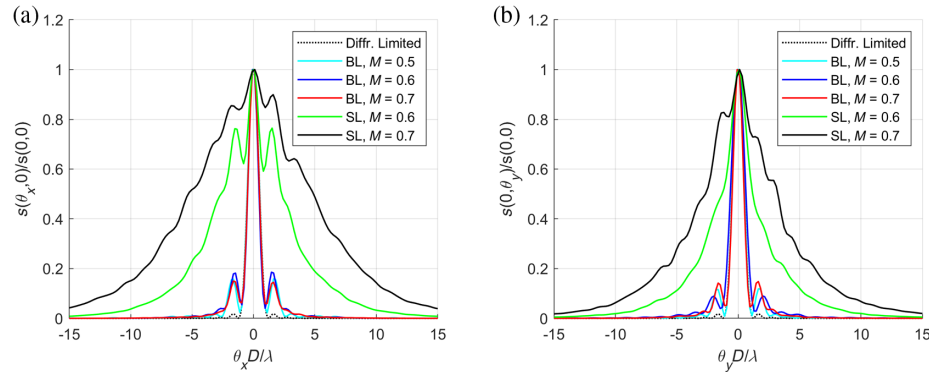 (a)
s(θx,0)/s(0,0)
1.2
1
0.8
0.6
0.4
0.2
0
-15
-10
-5
0
5
10
15
θxD/λ
Diffr. Limited
BL, M = 0.5
BL, M = 0.6
BL, M = 0.7
SL, M = 0.6
SL, M = 0.7
(b)
s(0,θy)/s(0,0)
1.2
1
0.8
0.6
0.4
0.2
0
-15
-10
-5
0
5
10
15
θyD/λ
Diffr. Limited
BL, M = 0.5
BL, M = 0.6
BL, M = 0.7
SL, M = 0.6
SL, M = 0.7